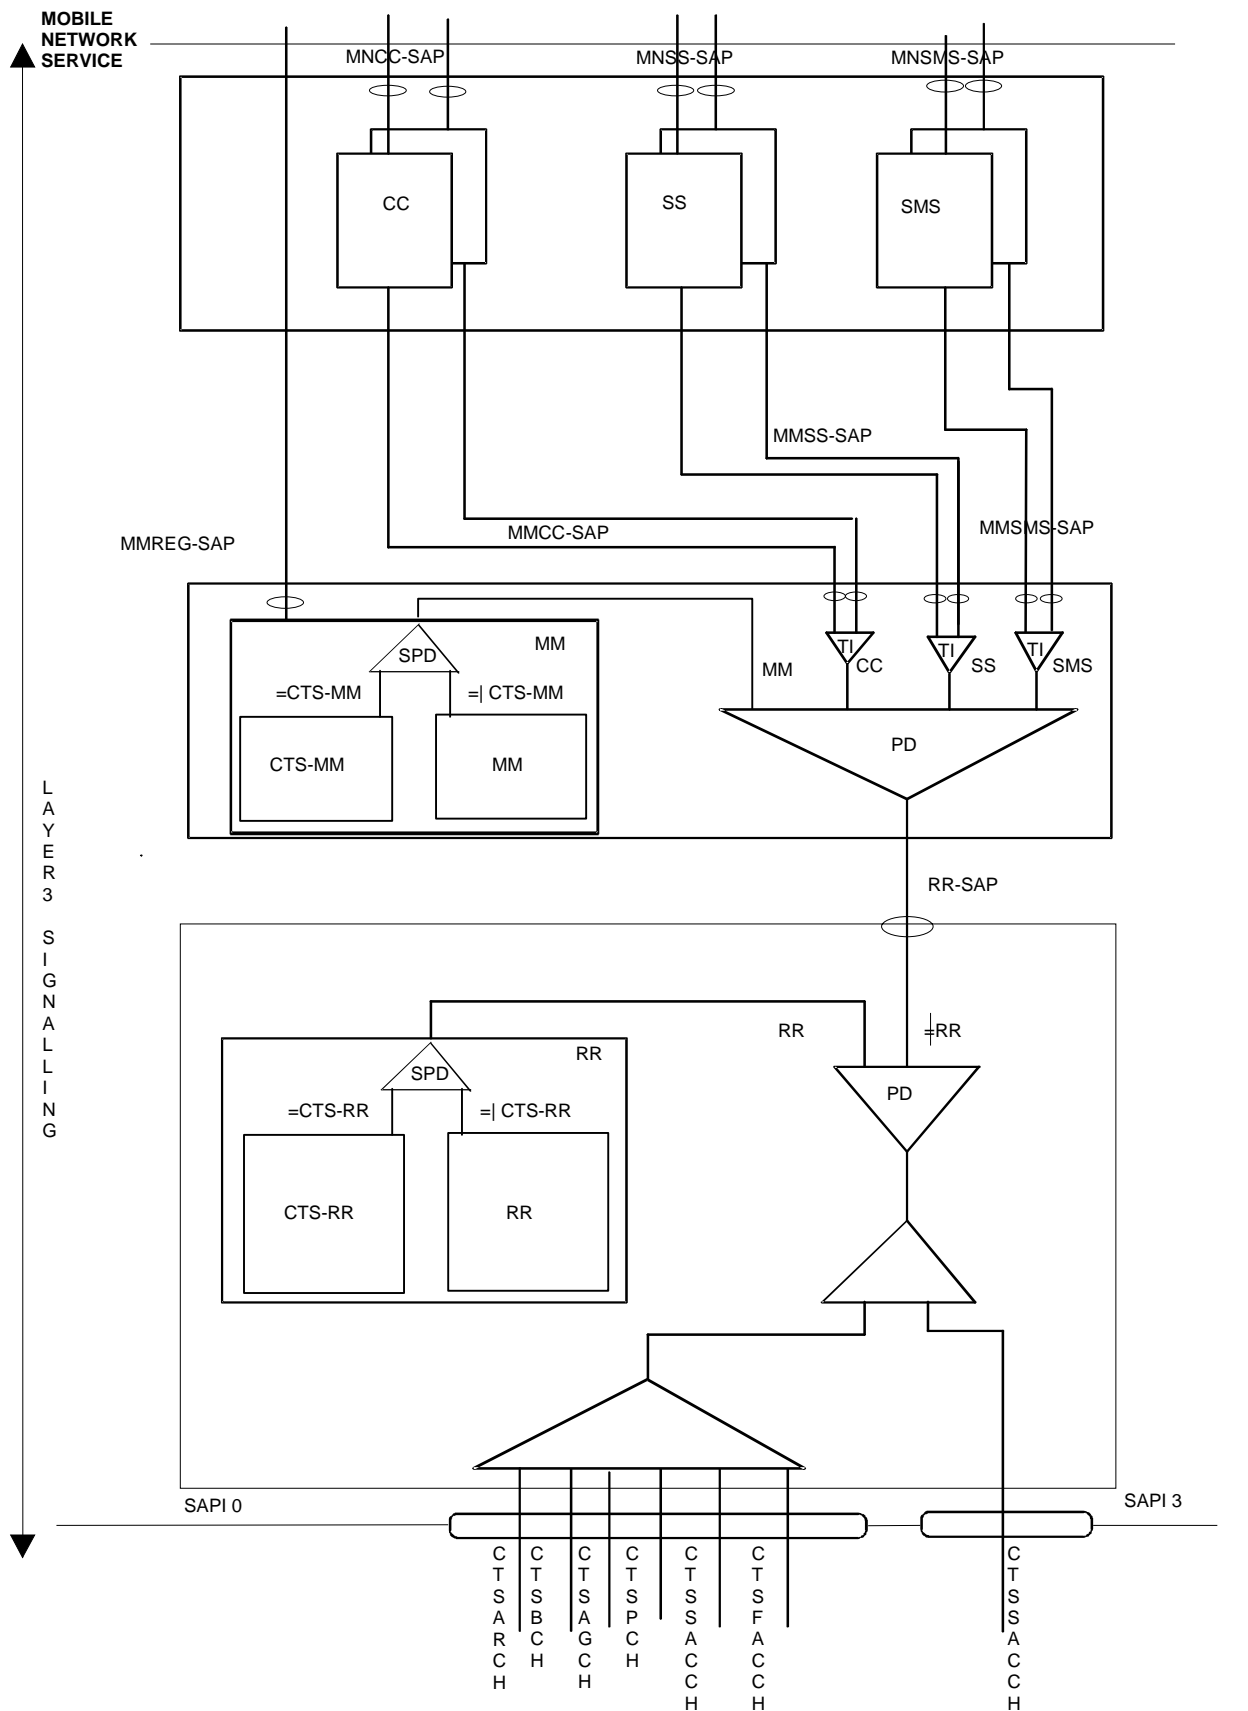 MOBILE
NETWORK
SERVICE
MNCC-SAP
MNSS-SAP
MNSMS-SAP
CC
SS
SMS
MMSS-SAP
MMREG-SAP
MMCC-SAP
MMSMS-SAP
SPD
MM
TI
CC
TI
SS
TI
SMS
MM
=CTS-MM
=| CTS-MM
CTS-MM
MM
PD
LAYER3 SIGNALLING
RR-SAP
RR
=RR
SPD
RR
PD
=CTS-RR
=| CTS-RR
CTS-RR
RR
SAPI 0
SAPI 3
CTSARCH
CTSBCH
CTSAGCH
CTSPCH
CTSSACCH
CTSFACCH
CTSSACCH